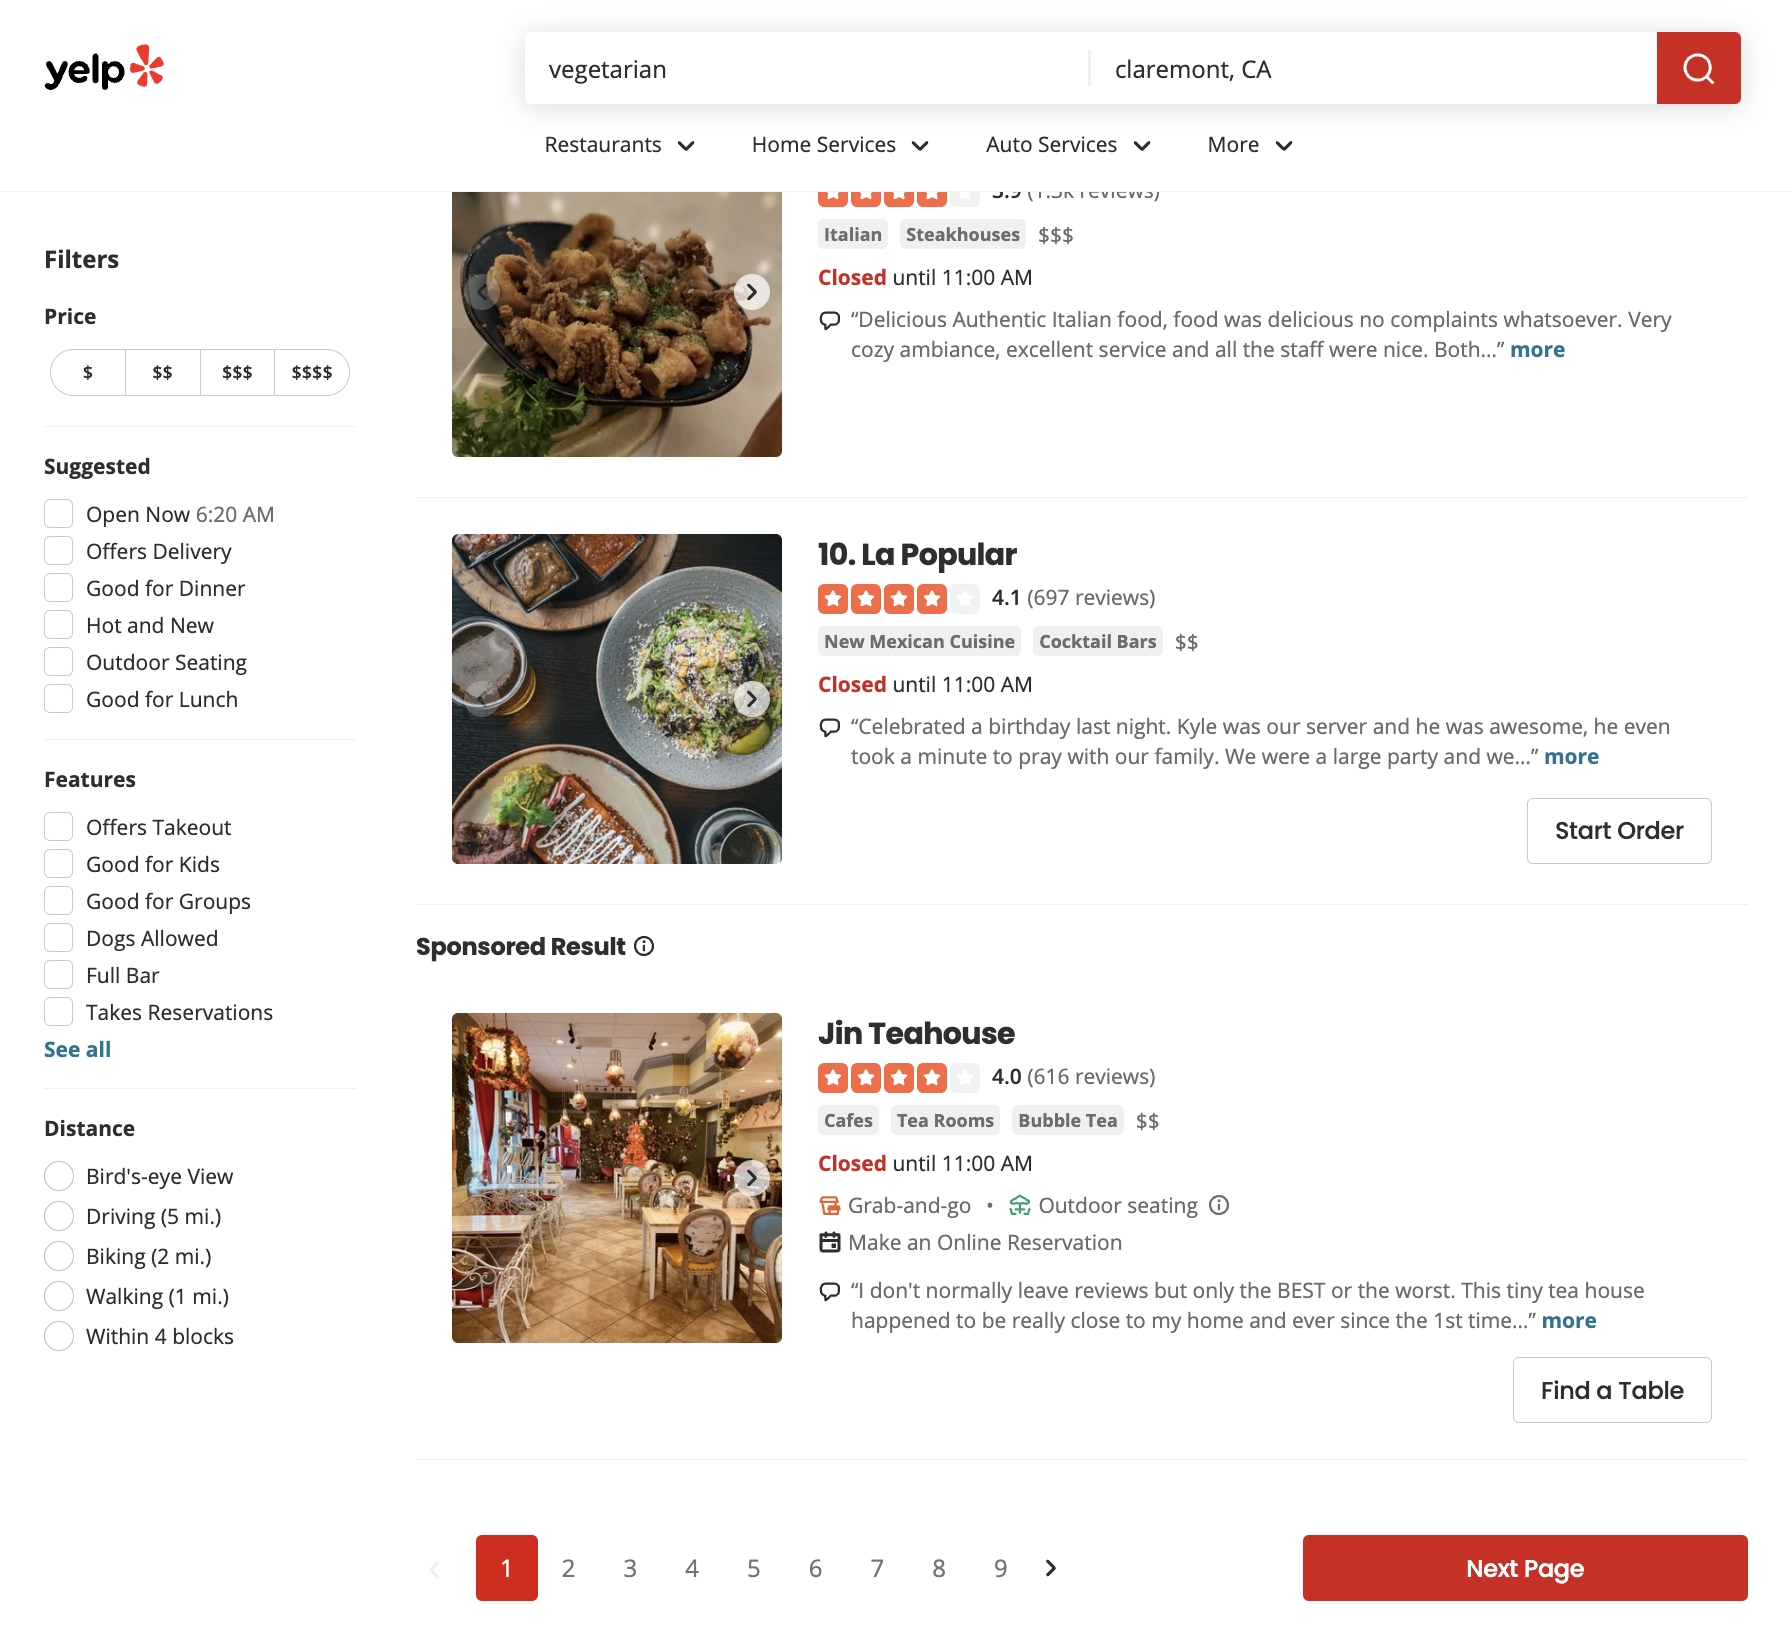 yelp
vegetarian
claremont, CA
Restaurants
Home Services
Auto Services
More
Filters
Price
$
$$
$$$
$$$$
Suggested
Open Now 6:20 AM
Offers Delivery
Good for Dinner
Hot and New
Outdoor Seating
Good for Lunch
Features
Offers Takeout
Good for Kids
Good for Groups
Dogs Allowed
Full Bar
Takes Reservations
See all
Distance
Bird's-eye View
Driving (5 mi.)
Biking (2 mi.)
Walking (1 mi.)
Within 4 blocks
3.9 (1.3k reviews)
Italian Steakhouses $$$
Closed until 11:00 AM
“Delicious Authentic Italian food, food was delicious no complaints whatsoever. Very
cozy ambiance, excellent service and all the staff were nice. Both...” more
10. La Popular
4.1 (697 reviews)
New Mexican Cuisine Cocktail Bars $$
Closed until 11:00 AM
“Celebrated a birthday last night. Kyle was our server and he was awesome, he even
took a minute to pray with our family. We were a large party and we...” more
Start Order
Sponsored Result
Jin Teahouse
4.0 (616 reviews)
Cafes Tea Rooms Bubble Tea $$
Closed until 11:00 AM
Grab-and-go • Outdoor seating
Make an Online Reservation
“I don't normally leave reviews but only the BEST or the worst. This tiny tea house
happened to be really close to my home and ever since the 1st time...” more
Find a Table
1 2 3 4 5 6 7 8 9
Next Page